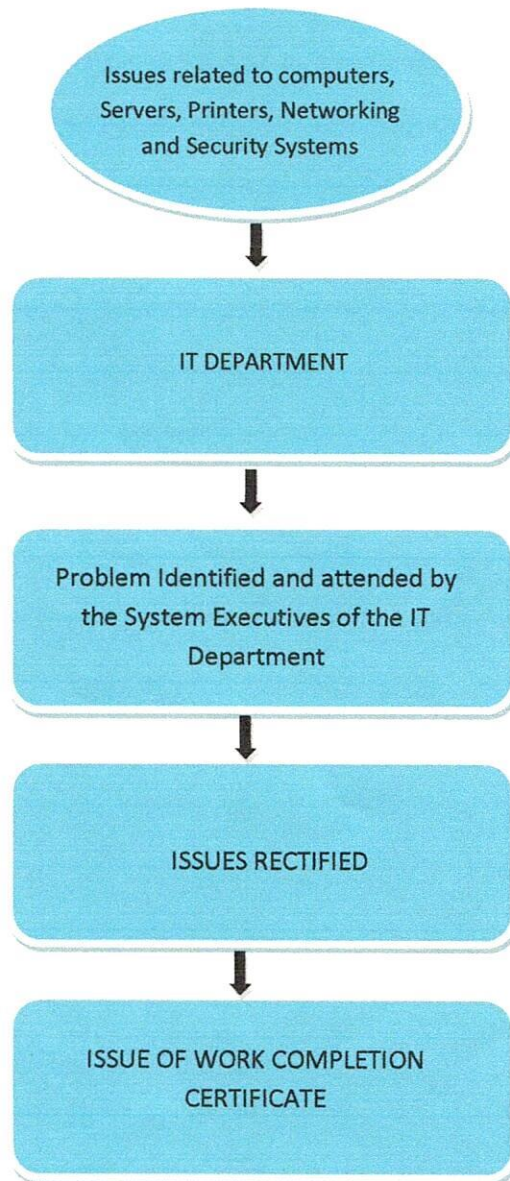 Issues related to computers,
Servers, Printers, Networking
and Security Systems
IT DEPARTMENT
Problem Identified and attended by
the System Executives of the IT
Department
ISSUES RECTIFIED
ISSUE OF WORK COMPLETION
CERTIFICATE